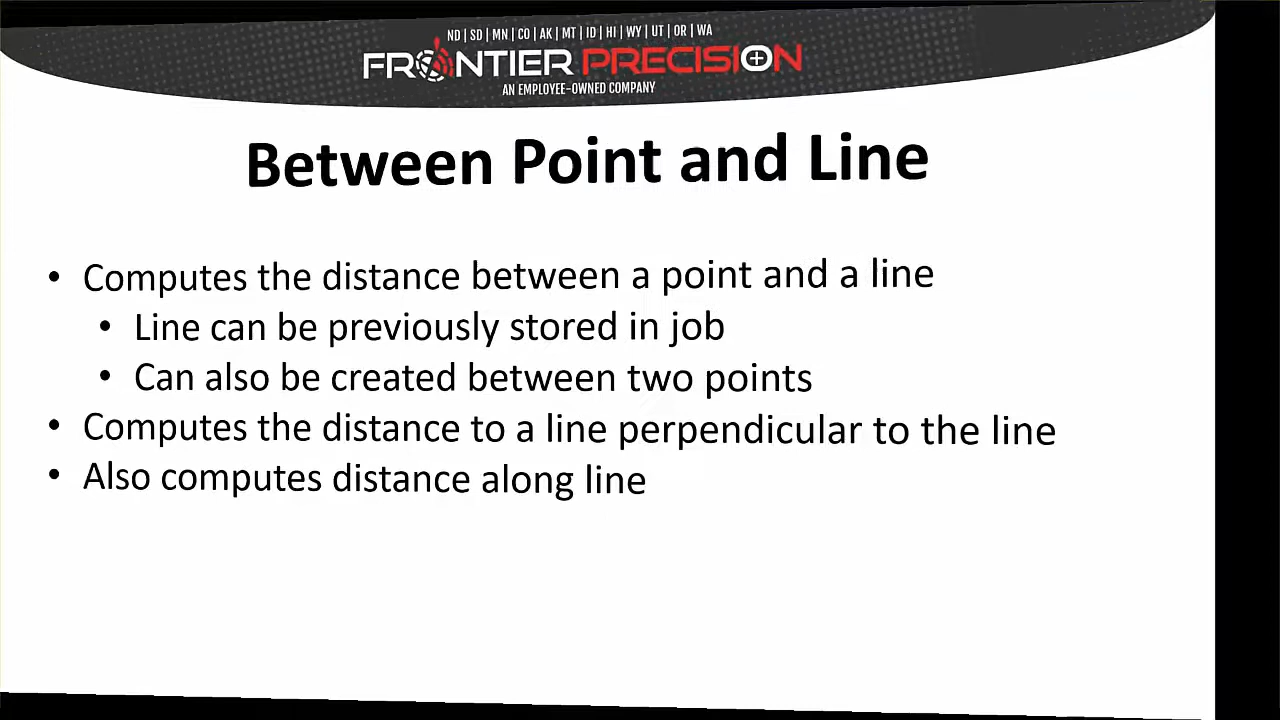 ND | SD | MN | CO | AK | MT | ID | HI | WY | UT | OR | WA
FRONTIER PRECISION
AN EMPLOYEE-OWNED COMPANY
Between Point and Line
• Computes the distance between a point and a line
• Line can be previously stored in job
• Can also be created between two points
• Computes the distance to a line perpendicular to the line
• Also computes distance along line